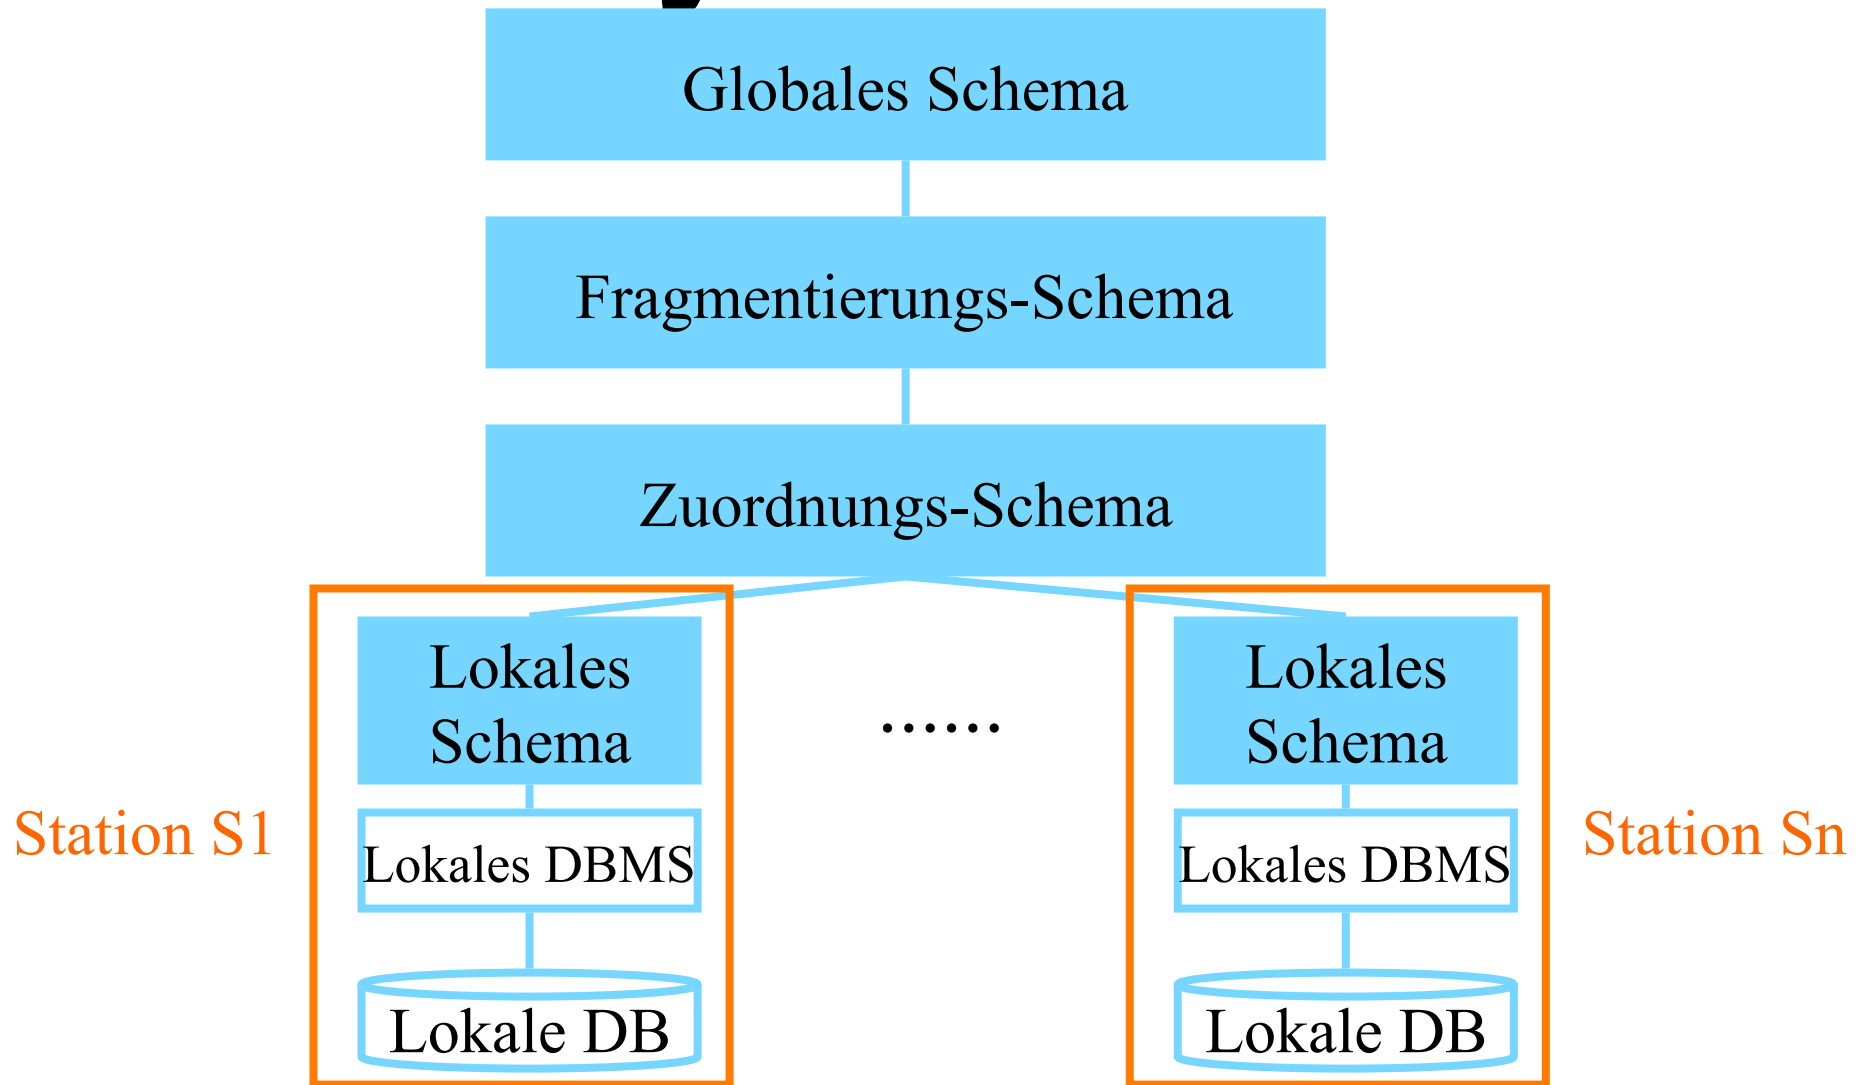 Globales Schema
Fragmentierungs-Schema
Zuordnungs-Schema
Lokales
Schema
......
Lokales
Schema
Station S1
Lokales DBMS
Lokales DBMS
Station Sn
Lokale DB
Lokale DB